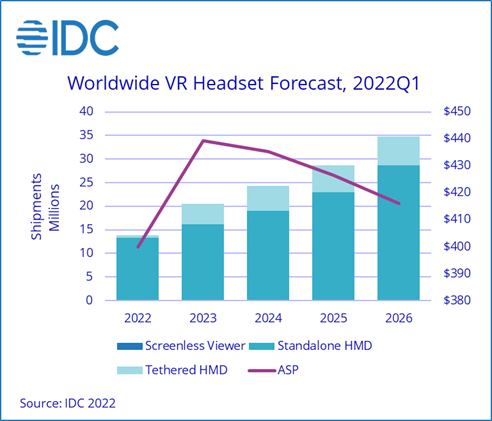 IDC
Worldwide VR Headset Forecast, 2022Q1
40 $450
35 $440
30 $430
25 $420
20 $410
15 $400
10 $390
5 $380
0
Shipments
Millions
2022 2023 2024 2025 2026
Screenless Viewer Standalone HMD
Tethered HMD ASP
Source: IDC 2022